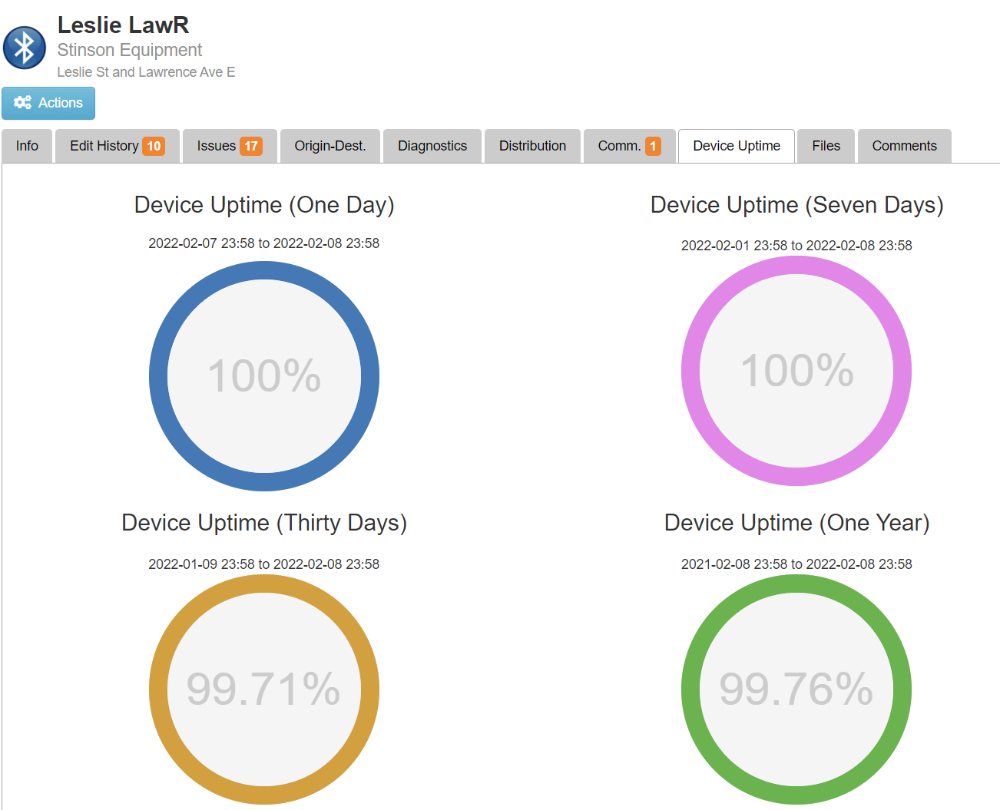 Leslie LawR
Stinson Equipment
Leslie St and Lawrence Ave E
Actions
Info Edit History 10 Issues 17 Origin-Dest. Diagnostics Distribution Comm. 1 Device Uptime Files Comments
Device Uptime (One Day)
2022-02-07 23:58 to 2022-02-08 23:58
100%
Device Uptime (Seven Days)
2022-02-01 23:58 to 2022-02-08 23:58
100%
Device Uptime (Thirty Days)
2022-01-09 23:58 to 2022-02-08 23:58
99.71%
Device Uptime (One Year)
2021-02-08 23:58 to 2022-02-08 23:58
99.76%